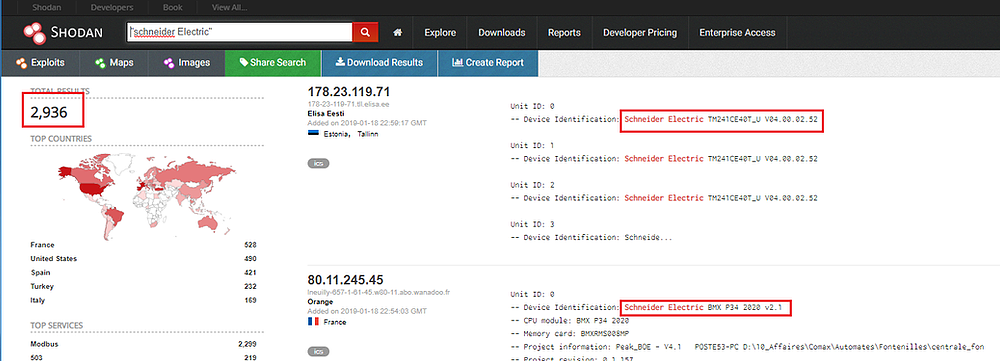 Shodan Developers Book View All...
SHODAN "schneider Electric" Explore Downloads Reports Developer Pricing Enterprise Access
Exploits Maps Images Share Search Download Results Create Report
TOTAL RESULTS
2,936
TOP COUNTRIES
France 528
United States 490
Spain 421
Turkey 232
Italy 169
TOP SERVICES
Modbus 2,299
503 219
178.23.119.71
178-23-119-71.tll.elisa.ee
Elisa Eesti
Added on 2019-01-18 22:59:17 GMT
Estonia, Tallinn
ics
Unit ID: 0
-- Device Identification: Schneider Electric TM241CE40T_U V04.00.02.52
Unit ID: 1
-- Device Identification: Schneider Electric TM241CE40T_U V04.00.02.52
Unit ID: 2
-- Device Identification: Schneider Electric TM241CE40T_U V04.00.02.52
Unit ID: 3
-- Device Identification: Schneide...
80.11.245.45
lneuilly-657-1-61-45.w80-11.abo.wanadoo.fr
Orange
Added on 2019-01-18 22:54:03 GMT
France
ics
Unit ID: 0
-- Device Identification: Schneider Electric BMX P34 2020 v2.1
-- CPU module: BMX P34 2020
-- Memory card: BMXRMS008MP
-- Project information: Peak_BOE - V4.1 POSTE53-PC D:\10_Affaires\Comax\Automates\Fontenilles\centrale_fon
-- Project revision: 0.1.157